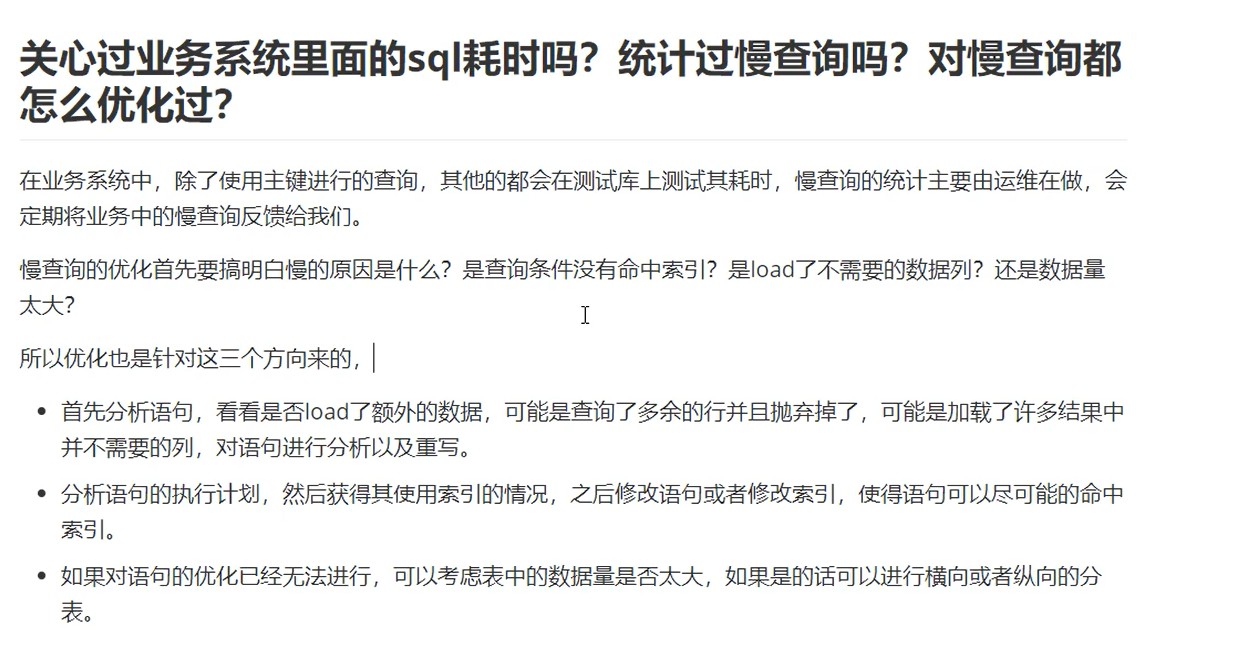 关心过业务系统里面的sql耗时吗？统计过慢查询吗？对慢查询都
怎么优化过？
在业务系统中，除了使用主键进行的查询，其他的都会在测试库上测试其耗时，慢查询的统计主要由运维在做，会
定期将业务中的慢查询反馈给我们。
慢查询的优化首先要搞明白慢的原因是什么？是查询条件没有命中索引？是load了不需要的数据列？还是数据量
太大？
所以优化也是针对这三个方向来的，
首先分析语句，看看是否load了额外的数据，可能是查询了多余的行并且抛弃掉了，可能是加载了许多结果中
并不需要的列，对语句进行分析以及重写。
分析语句的执行计划，然后获得其使用索引的情况，之后修改语句或者修改索引，使得语句可以尽可能的命中
索引。
如果对语句的优化已经无法进行，可以考虑表中的数据量是否太大，如果是的话可以进行横向或者纵向的分
表。